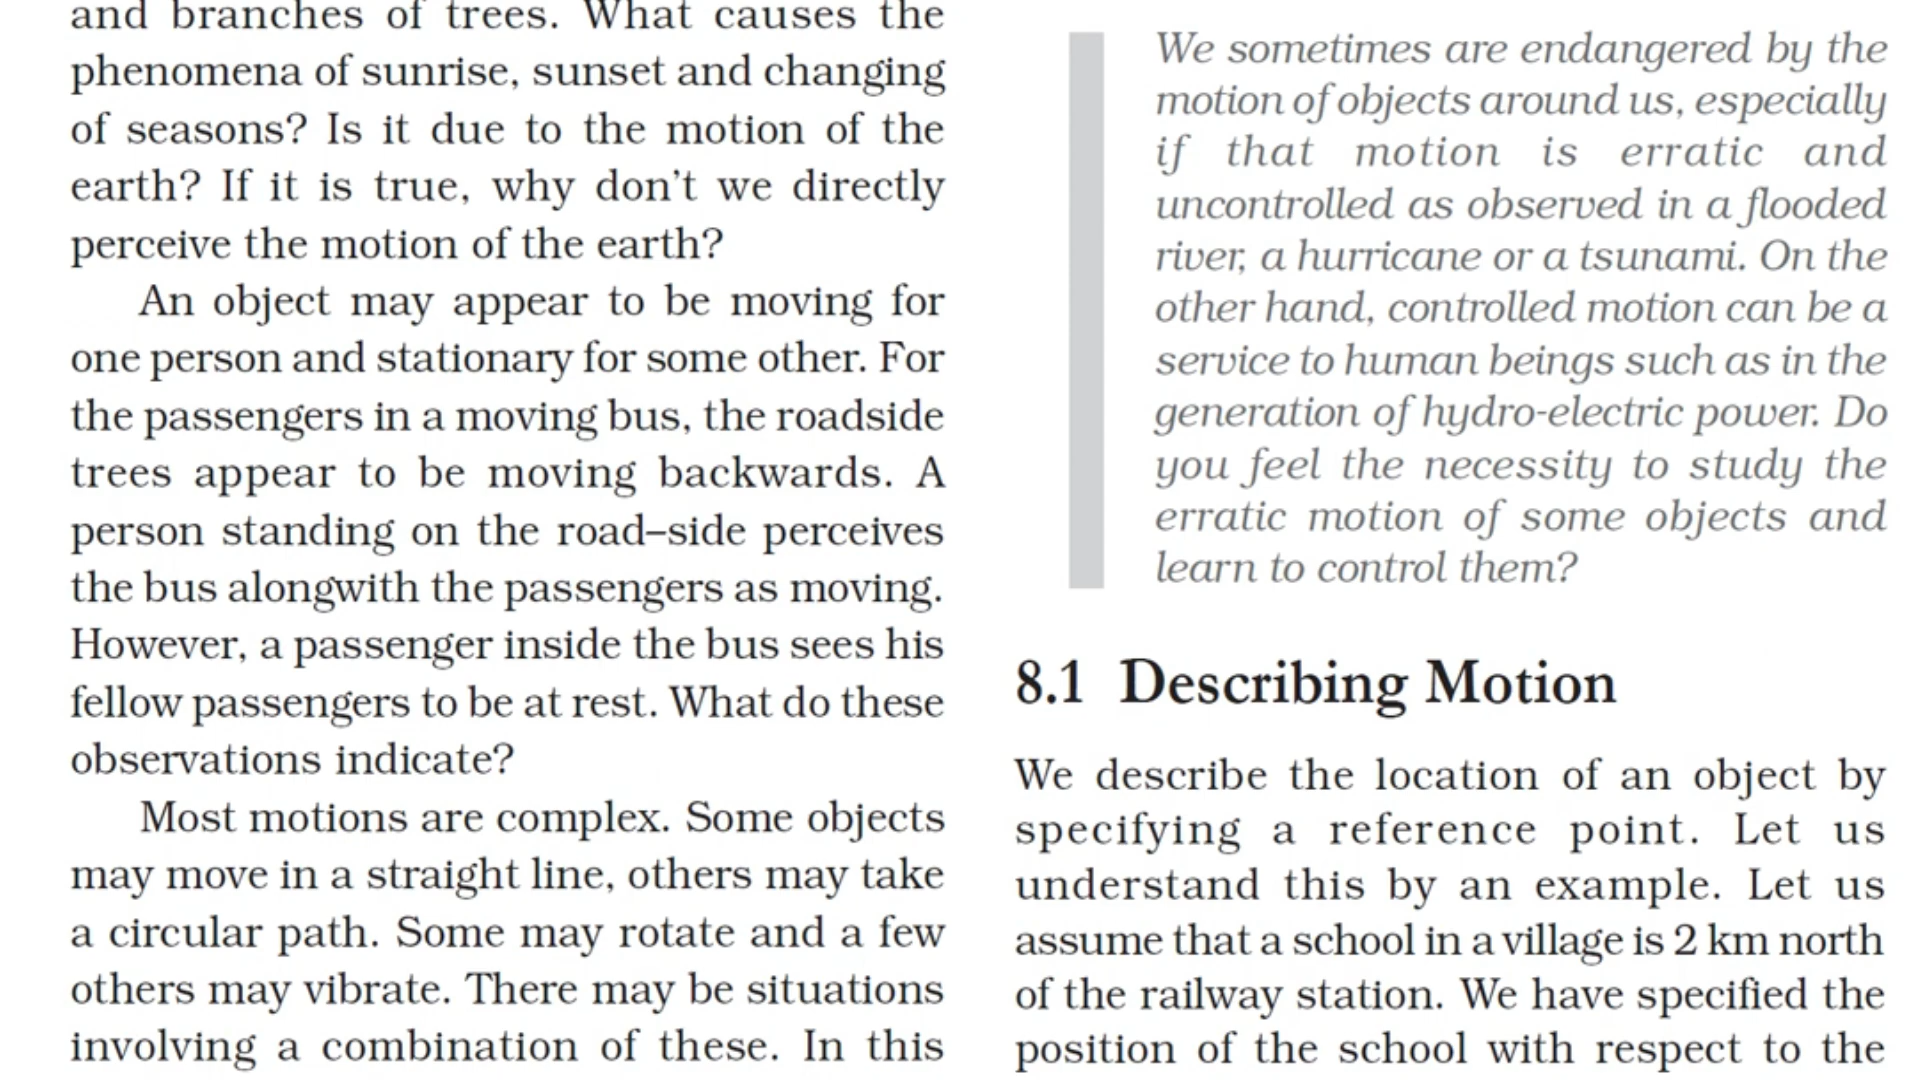 and branches of trees. What causes the
phenomena of sunrise, sunset and changing
of seasons? Is it due to the motion of the
earth? If it is true, why don't we directly
perceive the motion of the earth?
An object may appear to be moving for
one person and stationary for some other. For
the passengers in a moving bus, the roadside
trees appear to be moving backwards. A
person standing on the road–side perceives
the bus alongwith the passengers as moving.
However, a passenger inside the bus sees his
fellow passengers to be at rest. What do these
observations indicate?
Most motions are complex. Some objects
may move in a straight line, others may take
a circular path. Some may rotate and a few
others may vibrate. There may be situations
involving a combination of these. In this
We sometimes are endangered by the
motion of objects around us, especially
if that motion is erratic and
uncontrolled as observed in a flooded
river, a hurricane or a tsunami. On the
other hand, controlled motion can be a
service to human beings such as in the
generation of hydro-electric power. Do
you feel the necessity to study the
erratic motion of some objects and
learn to control them?
8.1 Describing Motion
We describe the location of an object by
specifying a reference point. Let us
understand this by an example. Let us
assume that a school in a village is 2 km north
of the railway station. We have specified the
position of the school with respect to the